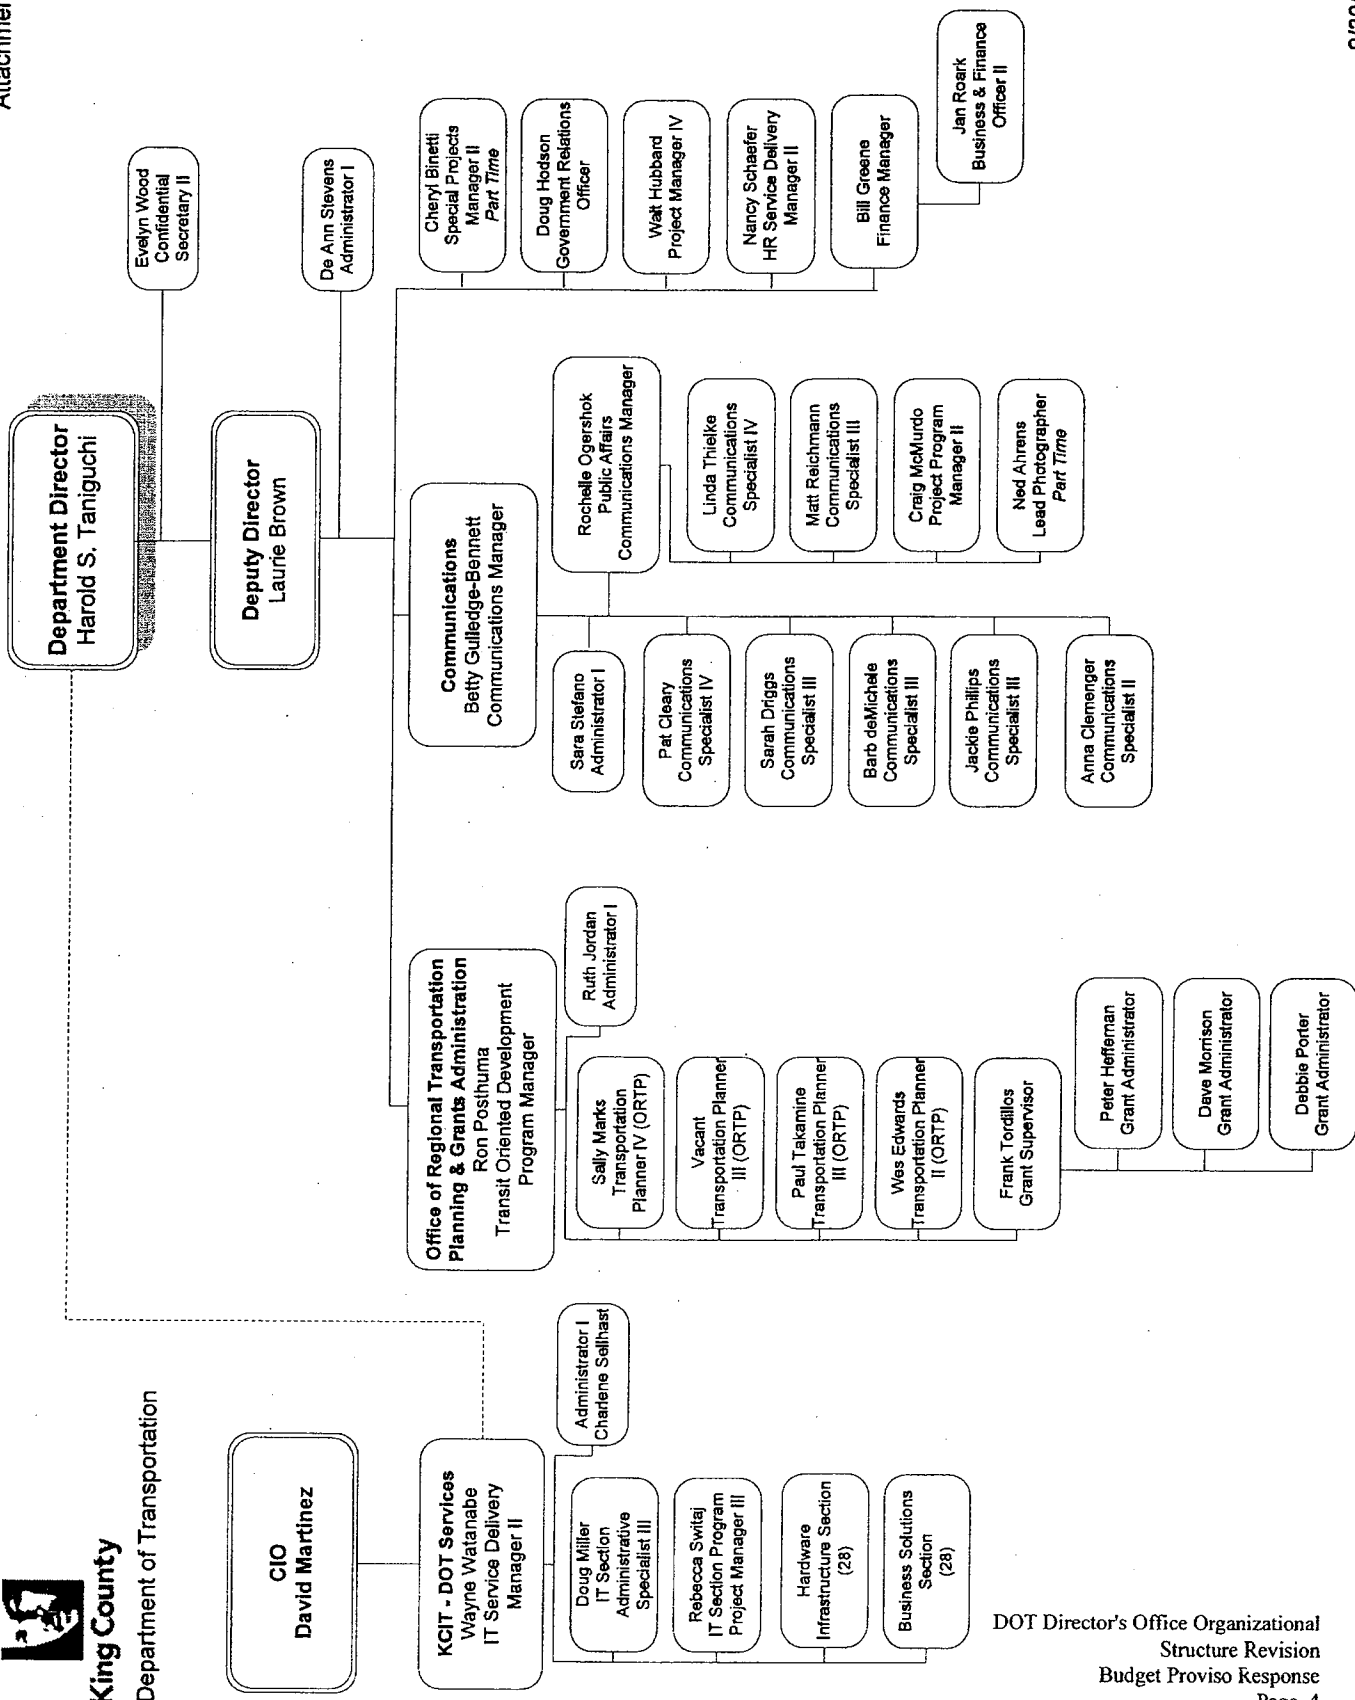 King County
Department of Transportation
Department Director
Harold S. Taniguchi
Evelyn Wood
Confidential
Secretary II
Deputy Director
Laurie Brown
De Ann Stevens
Administrator I
CIO
David Martinez
KCIT - DOT Services
Wayne Watanabe
IT Service Delivery
Manager II
Administrator I
Charlene Sellhast
Doug Miller
IT Section
Administrative
Specialist III
Rebecca Switaj
IT Section Program
Project Manager III
Hardware
Infrastructure Section
(28)
Business Solutions
Section
(28)
Office of Regional Transportation
Planning & Grants Administration
Ron Posthuma
Transit Oriented Development
Program Manager
Ruth Jordan
Administrator I
Sally Marks
Transportation
Planner IV (ORTP)
Vacant
Transportation Planner
III (ORTP)
Paul Takamine
Transportation Planner
III (ORTP)
Wes Edwards
Transportation Planner
II (ORTP)
Frank Tordillos
Grant Supervisor
Peter Heffernan
Grant Administrator
Dave Morrison
Grant Administrator
Debbie Porter
Grant Administrator
Communications
Betty Gulledge-Bennett
Communications Manager
Sara Stefano
Administrator I
Pat Cleary
Communications
Specialist IV
Sarah Driggs
Communications
Specialist III
Barb deMichele
Communications
Specialist III
Jackie Phillips
Communications
Specialist III
Anna Clemenger
Communications
Specialist II
Rochelle Ogershok
Public Affairs
Communications Manager
Linda Thielke
Communications
Specialist IV
Matt Reichmann
Communications
Specialist III
Craig McMurdo
Project Program
Manager II
Ned Ahrens
Lead Photographer
Part Time
Cheryl Binetti
Special Projects
Manager II
Part Time
Doug Hodson
Government Relations
Officer
Walt Hubbard
Project Manager IV
Nancy Schaefer
HR Service Delivery
Manager II
Bill Greene
Finance Manager
Jan Roark
Business & Finance
Officer II
DOT Director's Office Organizational
Structure Revision
Budget Proviso Response
Page 4